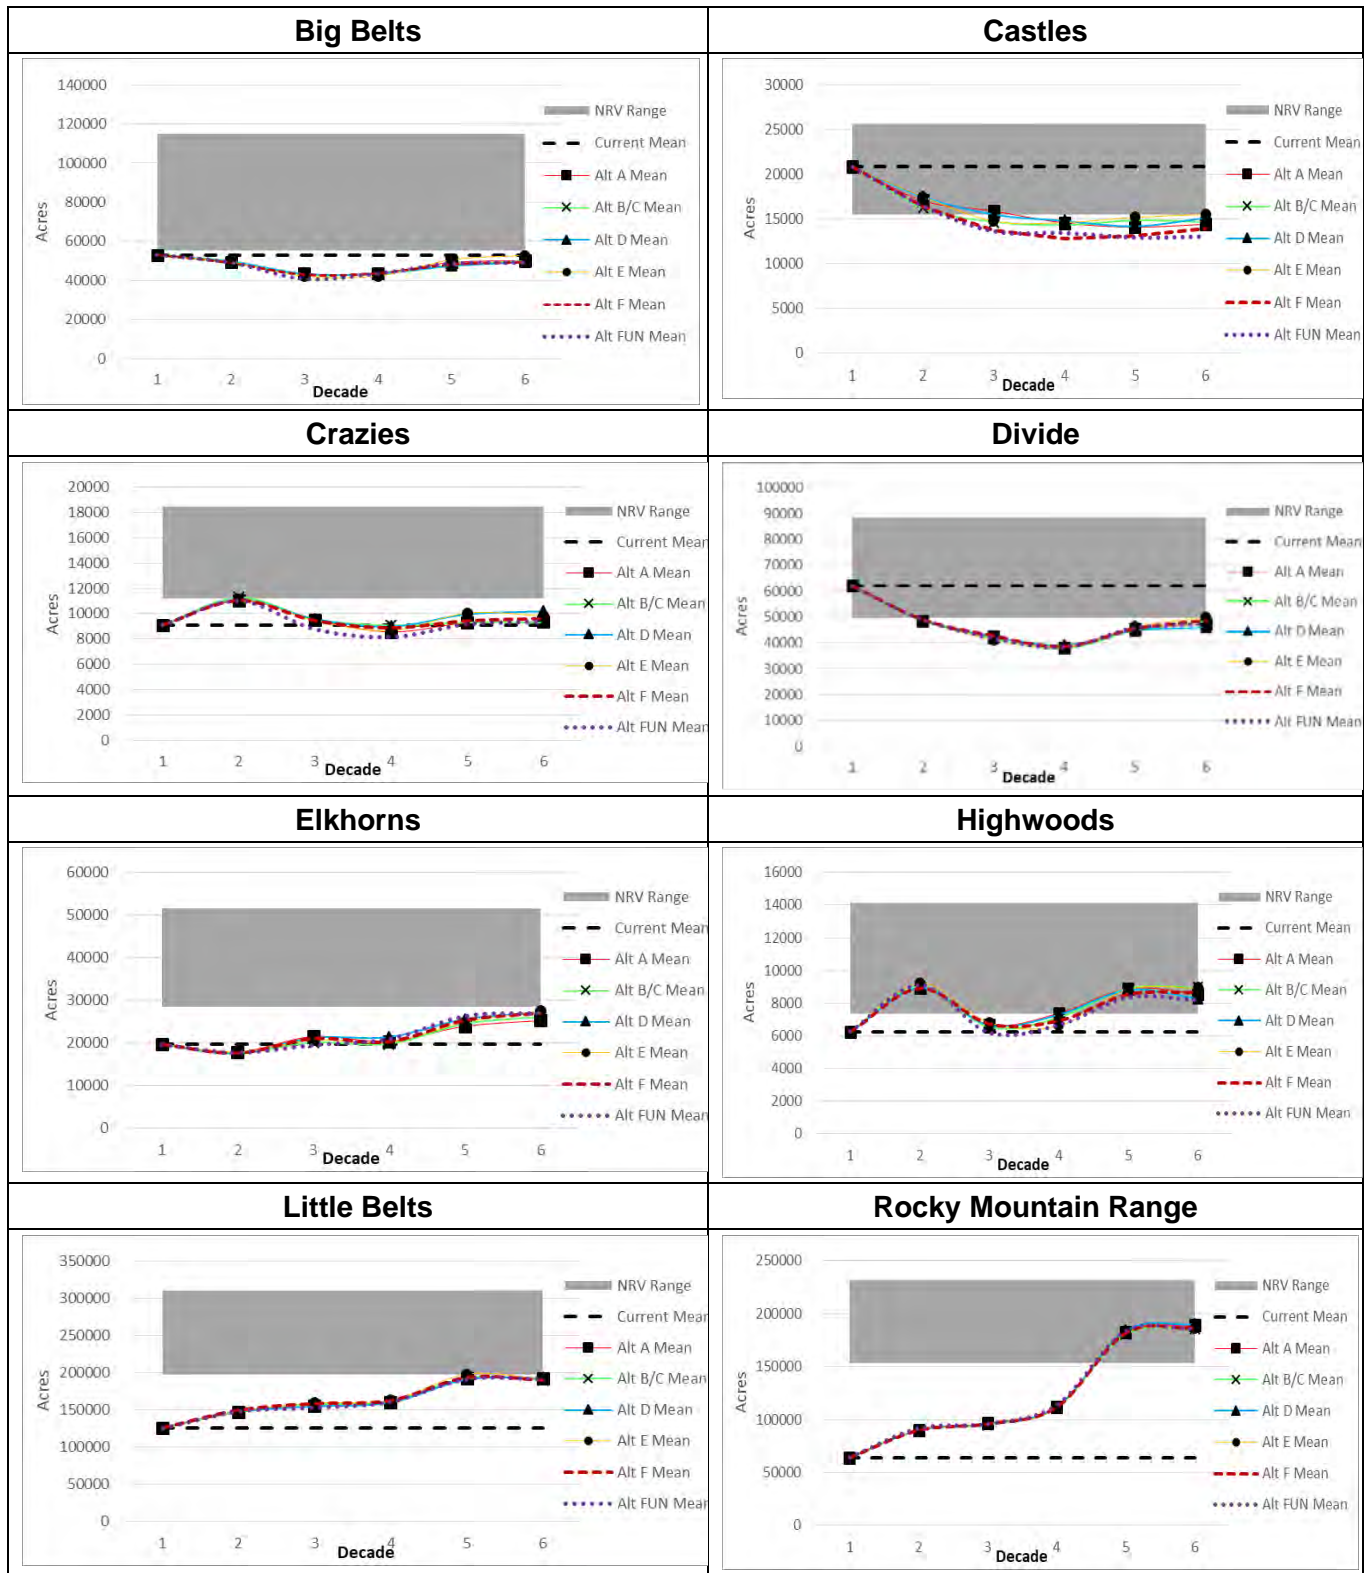 Big Belts
140000
120000
100000
80000
60000
40000
20000
0
Acres
1 2 3 4 5 6
Decade
NRV Range
Current Mean
Alt A Mean
Alt B/C Mean
Alt D Mean
Alt E Mean
Alt F Mean
Alt FUN Mean
Castles
30000
25000
20000
15000
10000
5000
0
Acres
1 2 3 4 5 6
Decade
NRV Range
Current Mean
Alt A Mean
Alt B/C Mean
Alt D Mean
Alt E Mean
Alt F Mean
Alt FUN Mean
Crazies
20000
18000
16000
14000
12000
10000
8000
6000
4000
2000
0
Acres
1 2 3 4 5 6
Decade
NRV Range
Current Mean
Alt A Mean
Alt B/C Mean
Alt D Mean
Alt E Mean
Alt F Mean
Alt FUN Mean
Divide
100000
90000
80000
70000
60000
50000
40000
30000
20000
10000
0
Acres
1 2 3 4 5 6
Decade
NRV Range
Current Mean
Alt A Mean
Alt B/C Mean
Alt D Mean
Alt E Mean
Alt F Mean
Alt FUN Mean
Elkhorns
60000
50000
40000
30000
20000
10000
0
Acres
1 2 3 4 5 6
Decade
NRV Range
Current Mean
Alt A Mean
Alt B/C Mean
Alt D Mean
Alt E Mean
Alt F Mean
Alt FUN Mean
Highwoods
16000
14000
12000
10000
8000
6000
4000
2000
0
Acres
1 2 3 4 5 6
Decade
NRV Range
Current Mean
Alt A Mean
Alt B/C Mean
Alt D Mean
Alt E Mean
Alt F Mean
Alt FUN Mean
Little Belts
350000
300000
250000
200000
150000
100000
50000
0
Acres
1 2 3 4 5 6
Decade
NRV Range
Current Mean
Alt A Mean
Alt B/C Mean
Alt D Mean
Alt E Mean
Alt F Mean
Alt FUN Mean
Rocky Mountain Range
250000
200000
150000
100000
50000
0
Acres
1 2 3 4 5 6
Decade
NRV Range
Current Mean
Alt A Mean
Alt B/C Mean
Alt D Mean
Alt E Mean
Alt F Mean
Alt FUN Mean